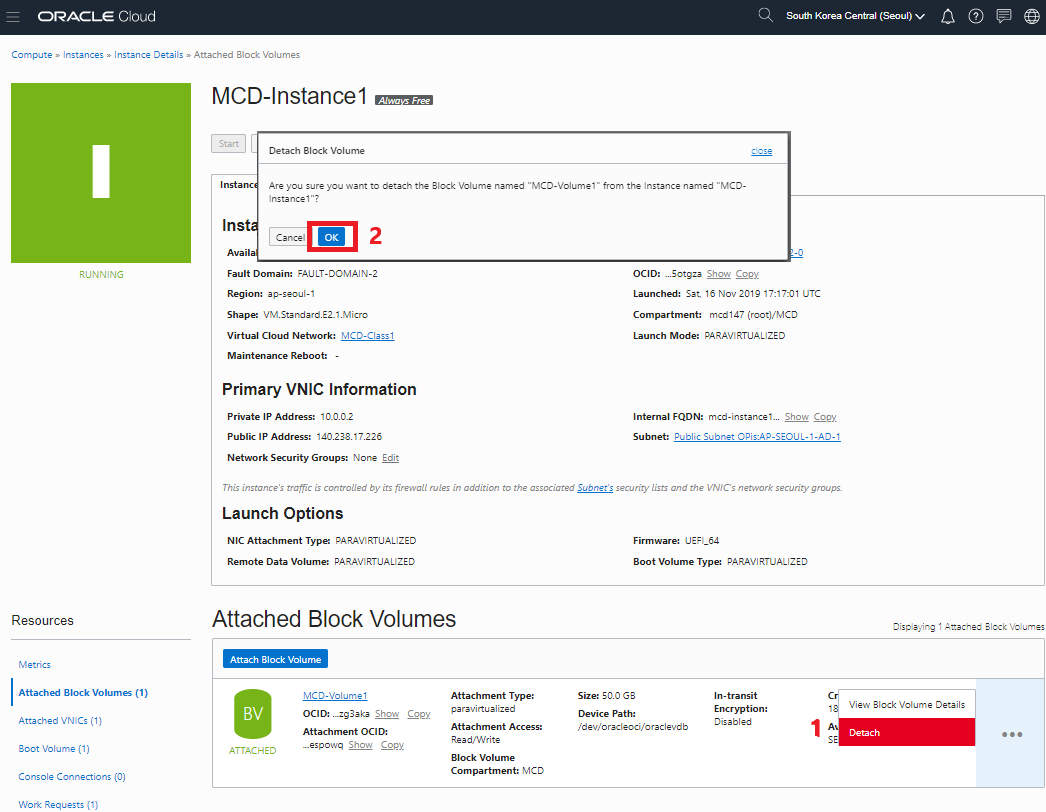 ORACLE Cloud
South Korea Central (Seoul)
Compute » Instances » Instance Details » Attached Block Volumes
MCD-Instance1 Always Free
Start
Detach Block Volume
close
Are you sure you want to detach the Block Volume named "MCD-Volume1" from the Instance named "MCD-
Instance1"?
Cancel
OK
2
RUNNING
Fault Domain: FAULT-DOMAIN-2
OCID: ...5otgza Show Copy
Region: ap-seoul-1
Launched: Sat, 16 Nov 2019 17:17:01 UTC
Shape: VM.Standard.E2.1.Micro
Compartment: mcd147 (root)/MCD
Virtual Cloud Network: MCD-Class1
Launch Mode: PARAVIRTUALIZED
Maintenance Reboot: -
Primary VNIC Information
Private IP Address: 10.0.0.2
Internal FQDN: mcd-instance1... Show Copy
Public IP Address: 140.238.17.226
Subnet: Public Subnet OPis:AP-SEOUL-1-AD-1
Network Security Groups: None Edit
This instance's traffic is controlled by its firewall rules in addition to the associated Subnet's security lists and the VNIC's network security groups.
Launch Options
NIC Attachment Type: PARAVIRTUALIZED
Firmware: UEFI_64
Remote Data Volume: PARAVIRTUALIZED
Boot Volume Type: PARAVIRTUALIZED
Resources
Metrics
Attached Block Volumes (1)
Attached VNICs (1)
Boot Volume (1)
Console Connections (0)
Work Requests (1)
Attached Block Volumes
Displaying 1 Attached Block Volumes
Attach Block Volume
BV
ATTACHED
MCD-Volume1
OCID: ...zg3aka Show Copy
Attachment OCID:
...espowq Show Copy
Attachment Type:
paravirtualized
Attachment Access:
Read/Write
Block Volume
Compartment: MCD
Size: 50.0 GB
Device Path:
/dev/oracleoci/oraclevdb
In-transit
Encryption:
Disabled
View Block Volume Details
1
Detach